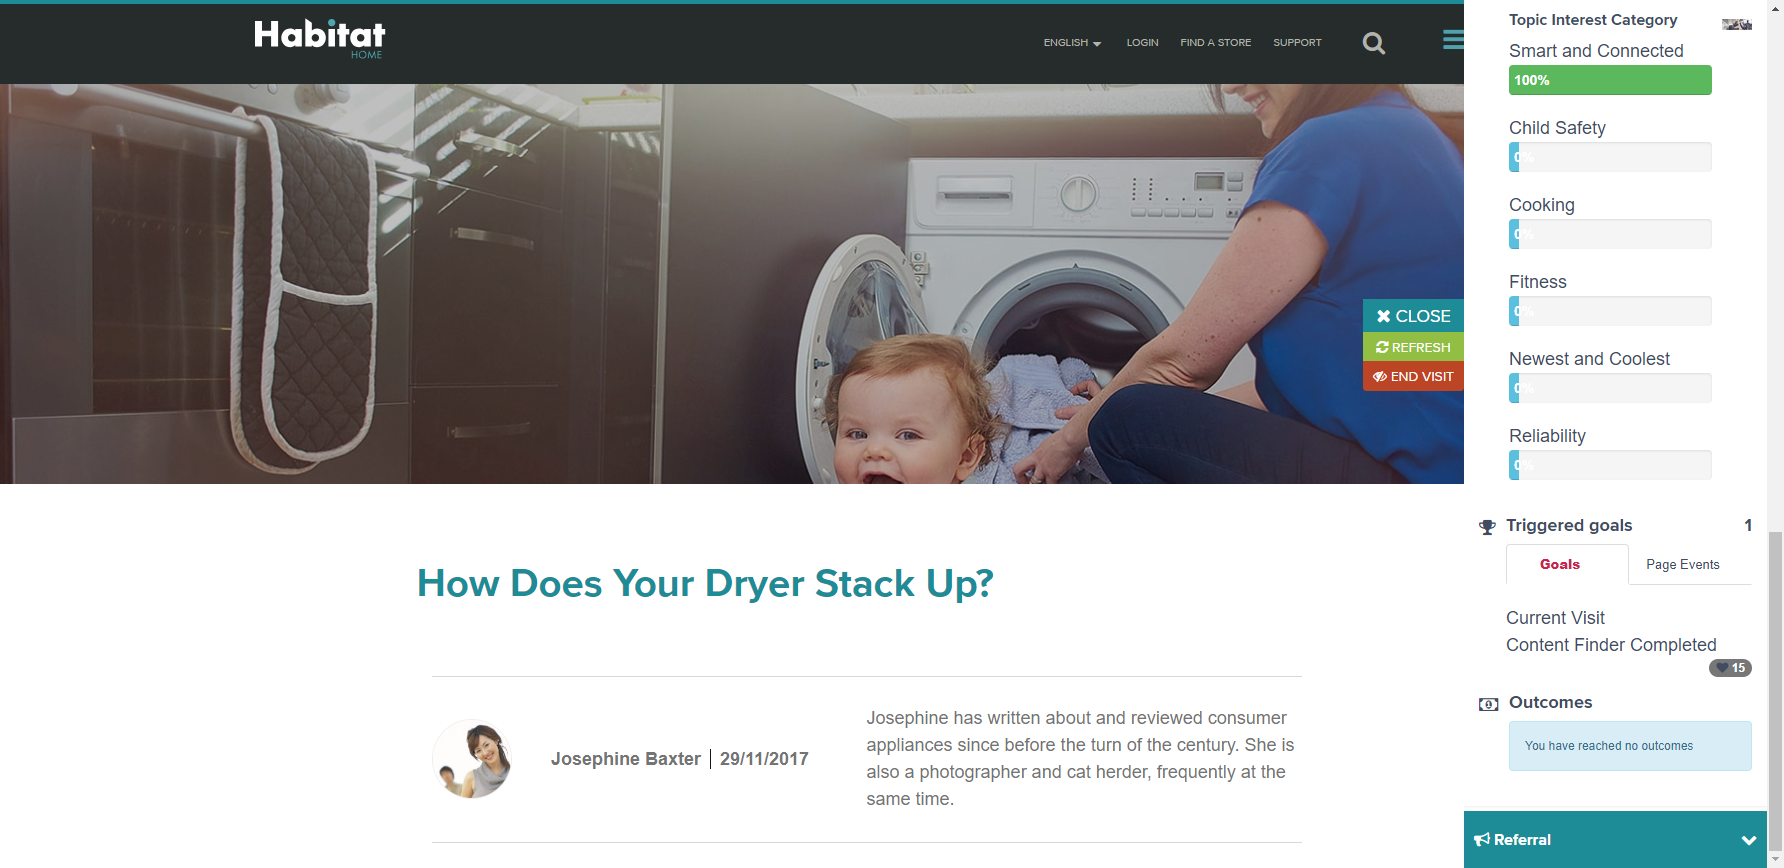 Habitat
HOME
ENGLISH
LOGIN
FIND A STORE
SUPPORT
CLOSE
REFRESH
END VISIT
How Does Your Dryer Stack Up?
Josephine Baxter | 29/11/2017
Josephine has written about and reviewed consumer
appliances since before the turn of the century. She is
also a photographer and cat herder, frequently at the
same time.
Topic Interest Category
Smart and Connected
100%
Child Safety
0%
Cooking
0%
Fitness
0%
Newest and Coolest
0%
Reliability
0%
Triggered goals 1
Goals
Page Events
Current Visit
Content Finder Completed
15
Outcomes
You have reached no outcomes
Referral